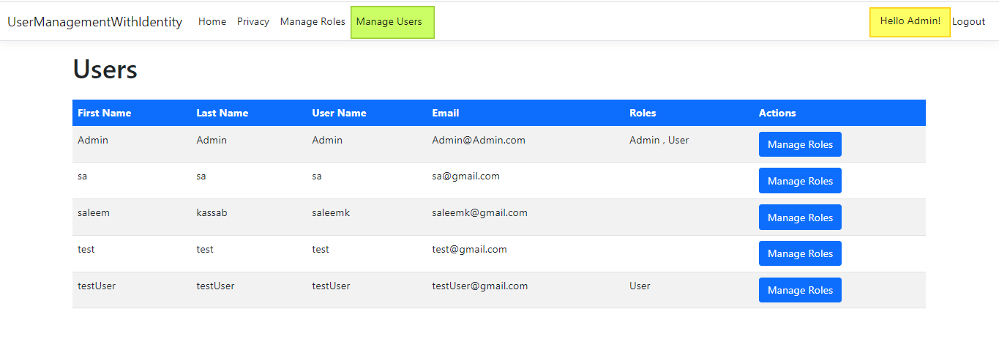 UserManagementWithIdentity Home Privacy Manage Roles Manage Users Hello Admin! Logout
Users
First Name Last Name User Name Email Roles Actions
Admin Admin Admin Admin@Admin.com Admin , User Manage Roles
sa sa sa sa@gmail.com Manage Roles
saleem kassab saleemk saleemk@gmail.com Manage Roles
test test test test@gmail.com Manage Roles
testUser testUser testUser testUser@gmail.com User Manage Roles